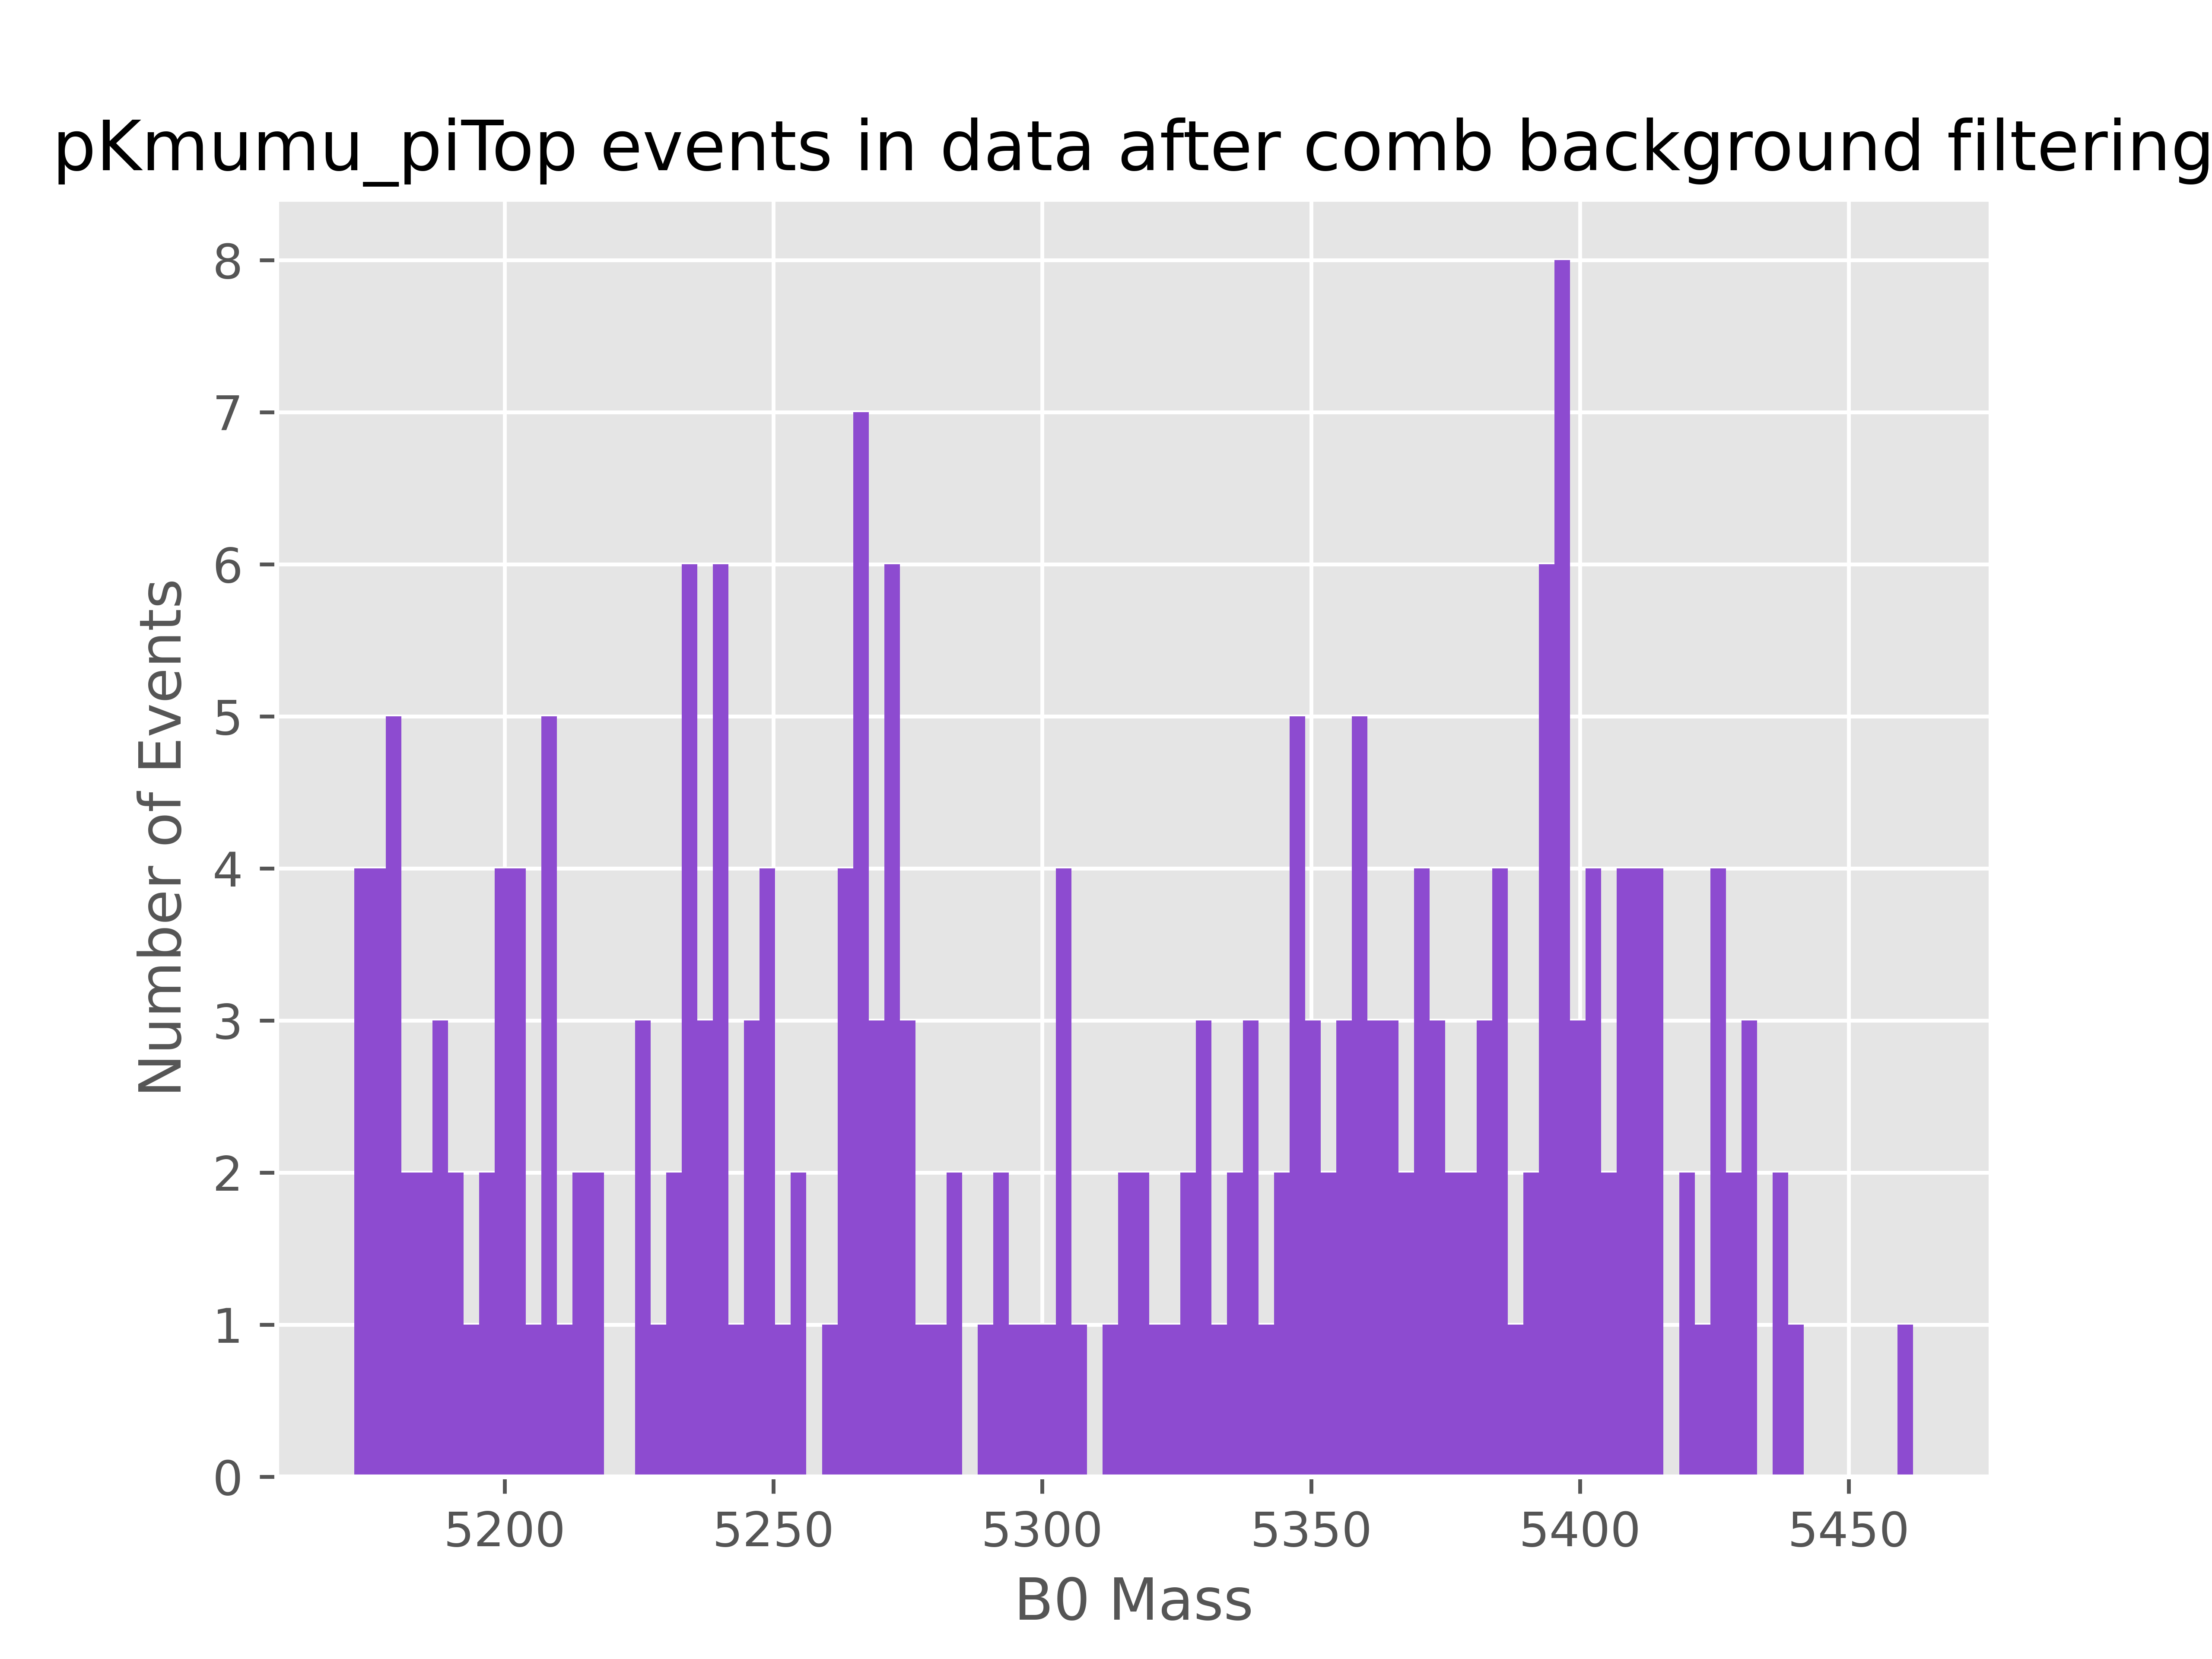 pKmumu_piTop events in data after comb background filtering
8
7
6
5
4
3
2
1
0
Number of Events
5200 5250 5300 5350 5400 5450
B0 Mass